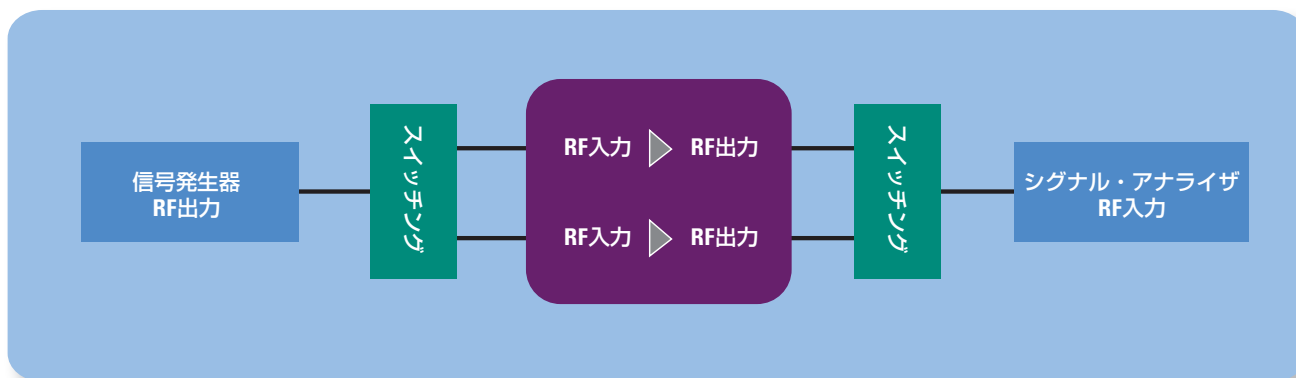 信号発生器
RF出力
スイッチング
RF入力 RF出力
RF入力 RF出力
スイッチング
シグナル・アナライザ
RF入力